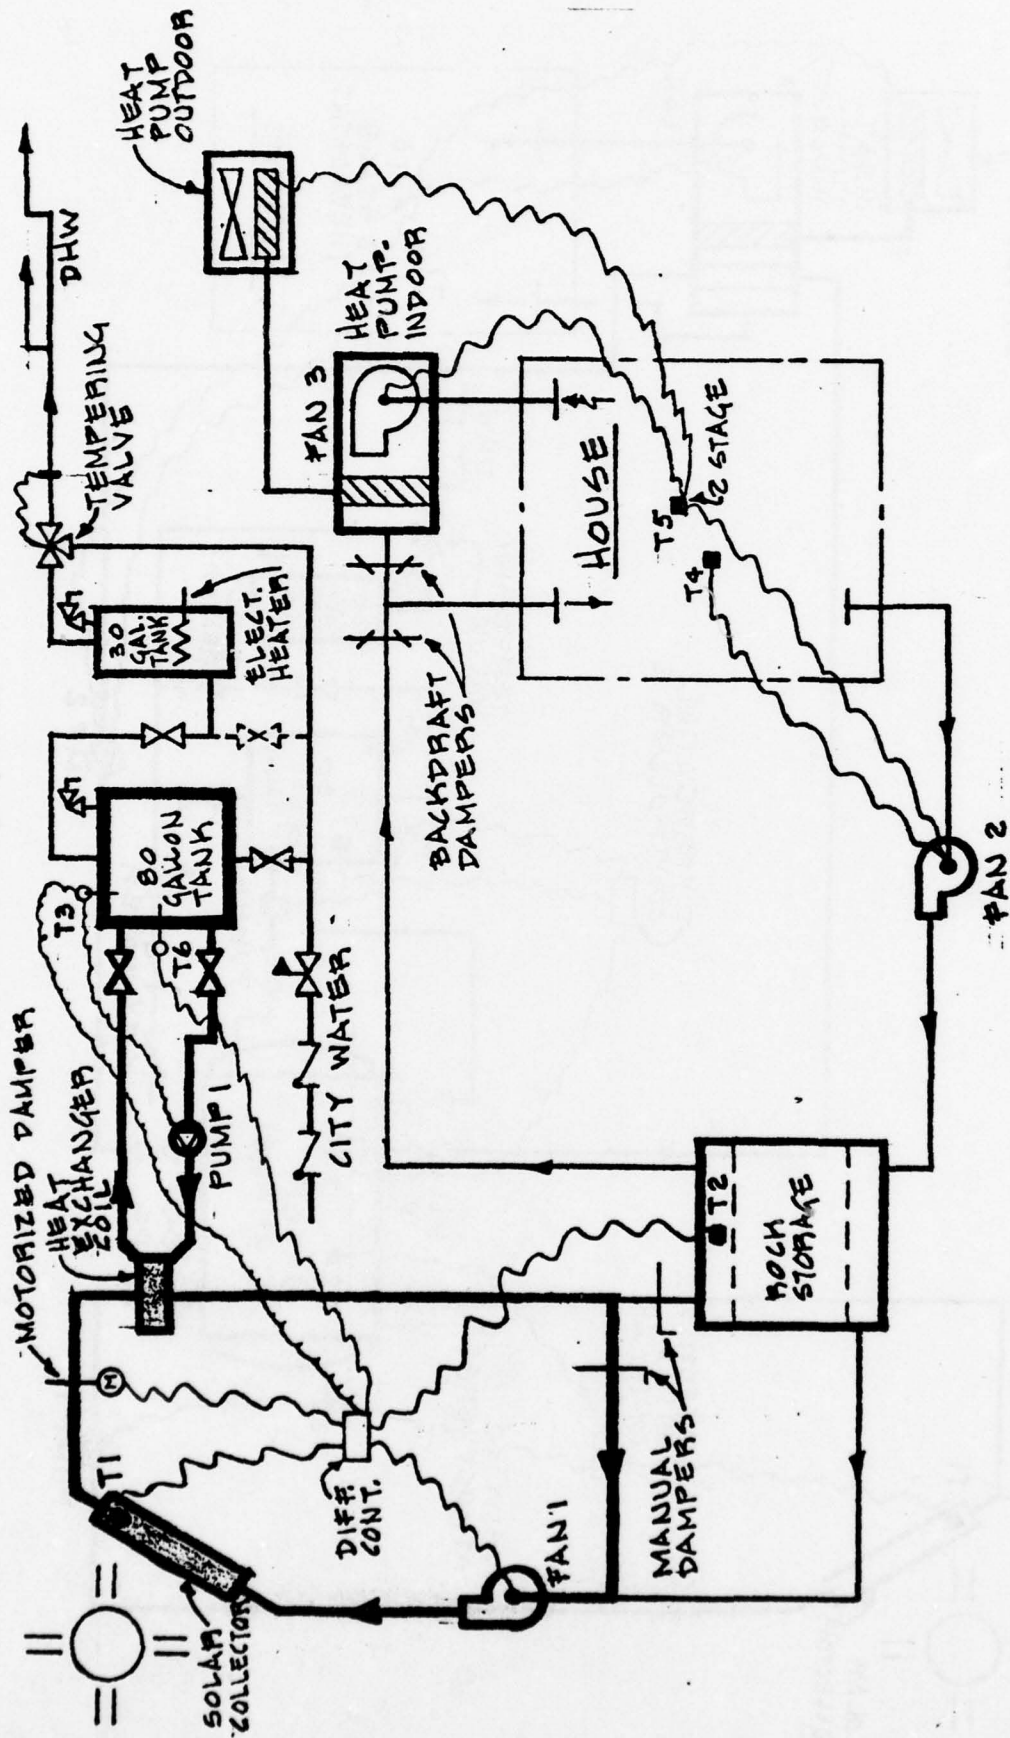 MOTORIZED DAMPER
HEAT
EXCHANGER
COIL
T1
SOLAR
COLLECTOR
M
DIFF.
CONT.
FAN 1
MANUAL
DAMPERS
PUMP 1
T3
T6
80
GALLON
TANK
CITY WATER
30
GAL.
TANK
ELECT.
HEATER
TEMPERING
VALVE
DHW
HEAT
PUMP
OUTDOOR
FAN 3
HEAT
PUMP-
INDOOR
BACKDRAFT
DAMPERS
HOUSE
T4
T5
2 STAGE
T2
ROCK
STORAGE
FAN 2